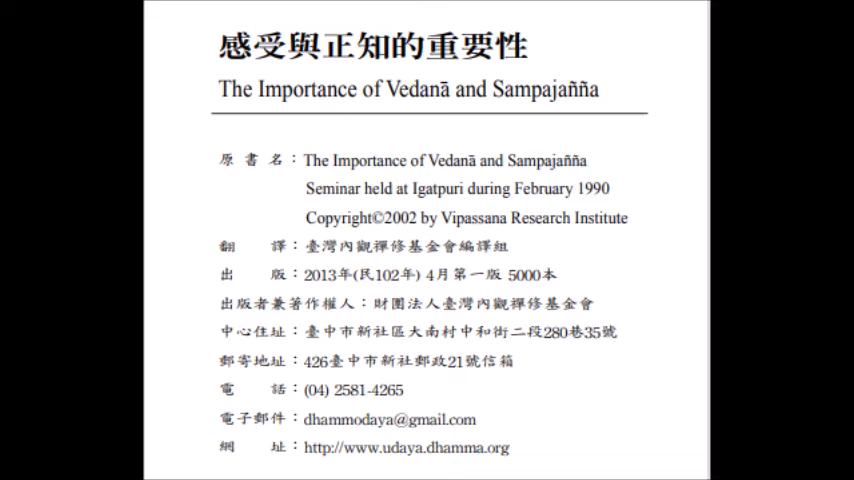 感受與正知的重要性
The Importance of Vedanā and Sampajañña
原書名：The Importance of Vedanā and Sampajañña
Seminar held at Igatpuri during February 1990
Copyright©2002 by Vipassana Research Institute
翻　譯：臺灣內觀禪修基金會編譯組
出　版：2013年(民102年) 4月第一版 5000本
出版者兼著作權人：財團法人臺灣內觀禪修基金會
中心住址：臺中市新社區大南村中和街二段280巷35號
郵寄地址：426臺中市新社郵政21號信箱
電　話：(04) 2581-4265
電子郵件：dhammodaya@gmail.com
網　址：http://www.udaya.dhamma.org